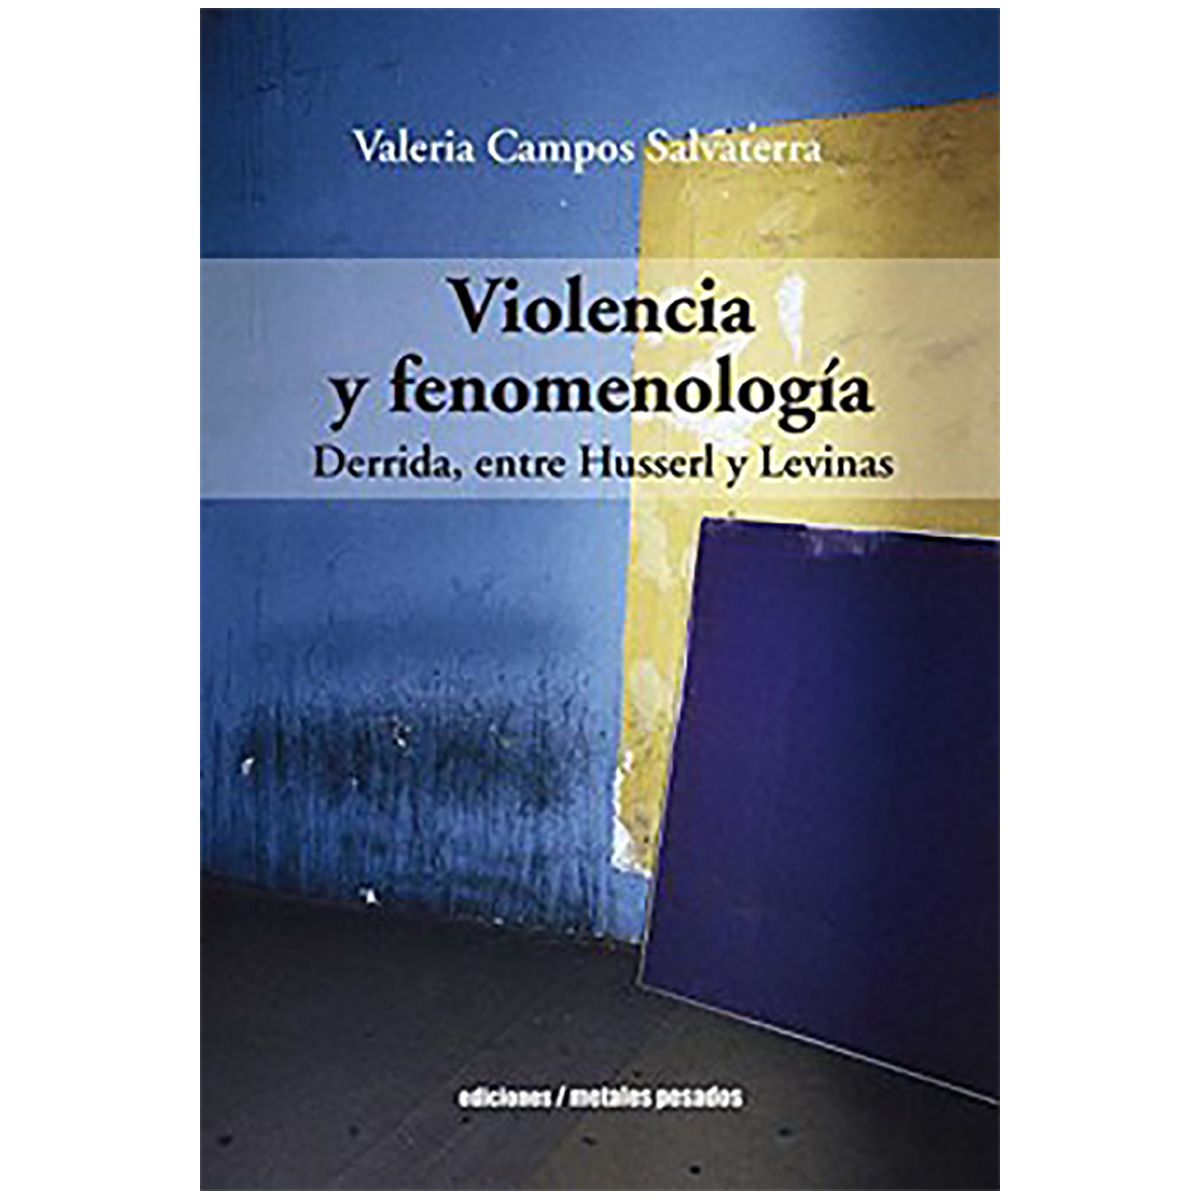 Valeria Campos Salvaterra
Violencia
y fenomenología
Derrida, entre Husserl y Levinas
ediciones / metales pesados